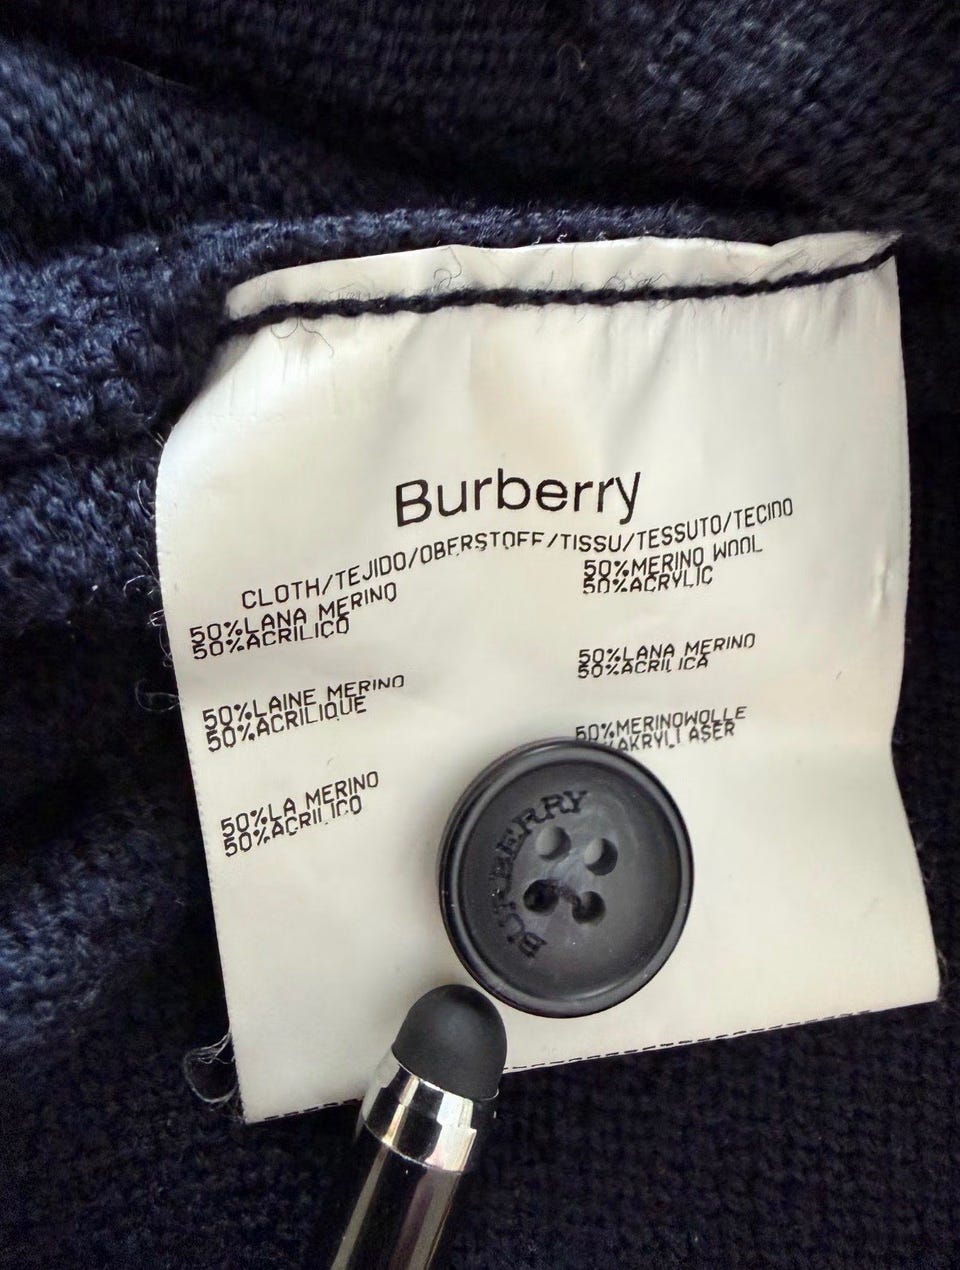 Burberry
CLOTH/TEJIDO/OBERSTOFF/TISSU/TESSUTO/TECIDO
50%LANA MERINO
50%ACRILICO
50%MERINO WOOL
50%ACRYLIC
50%LAINE MERINO
50%ACRILIQUE
50%LANA MERINO
50%ACRILICA
50%LA MERINO
50%ACRILICO
50%MERINOWOLLE
%AKRYLFASER
BURBERRY